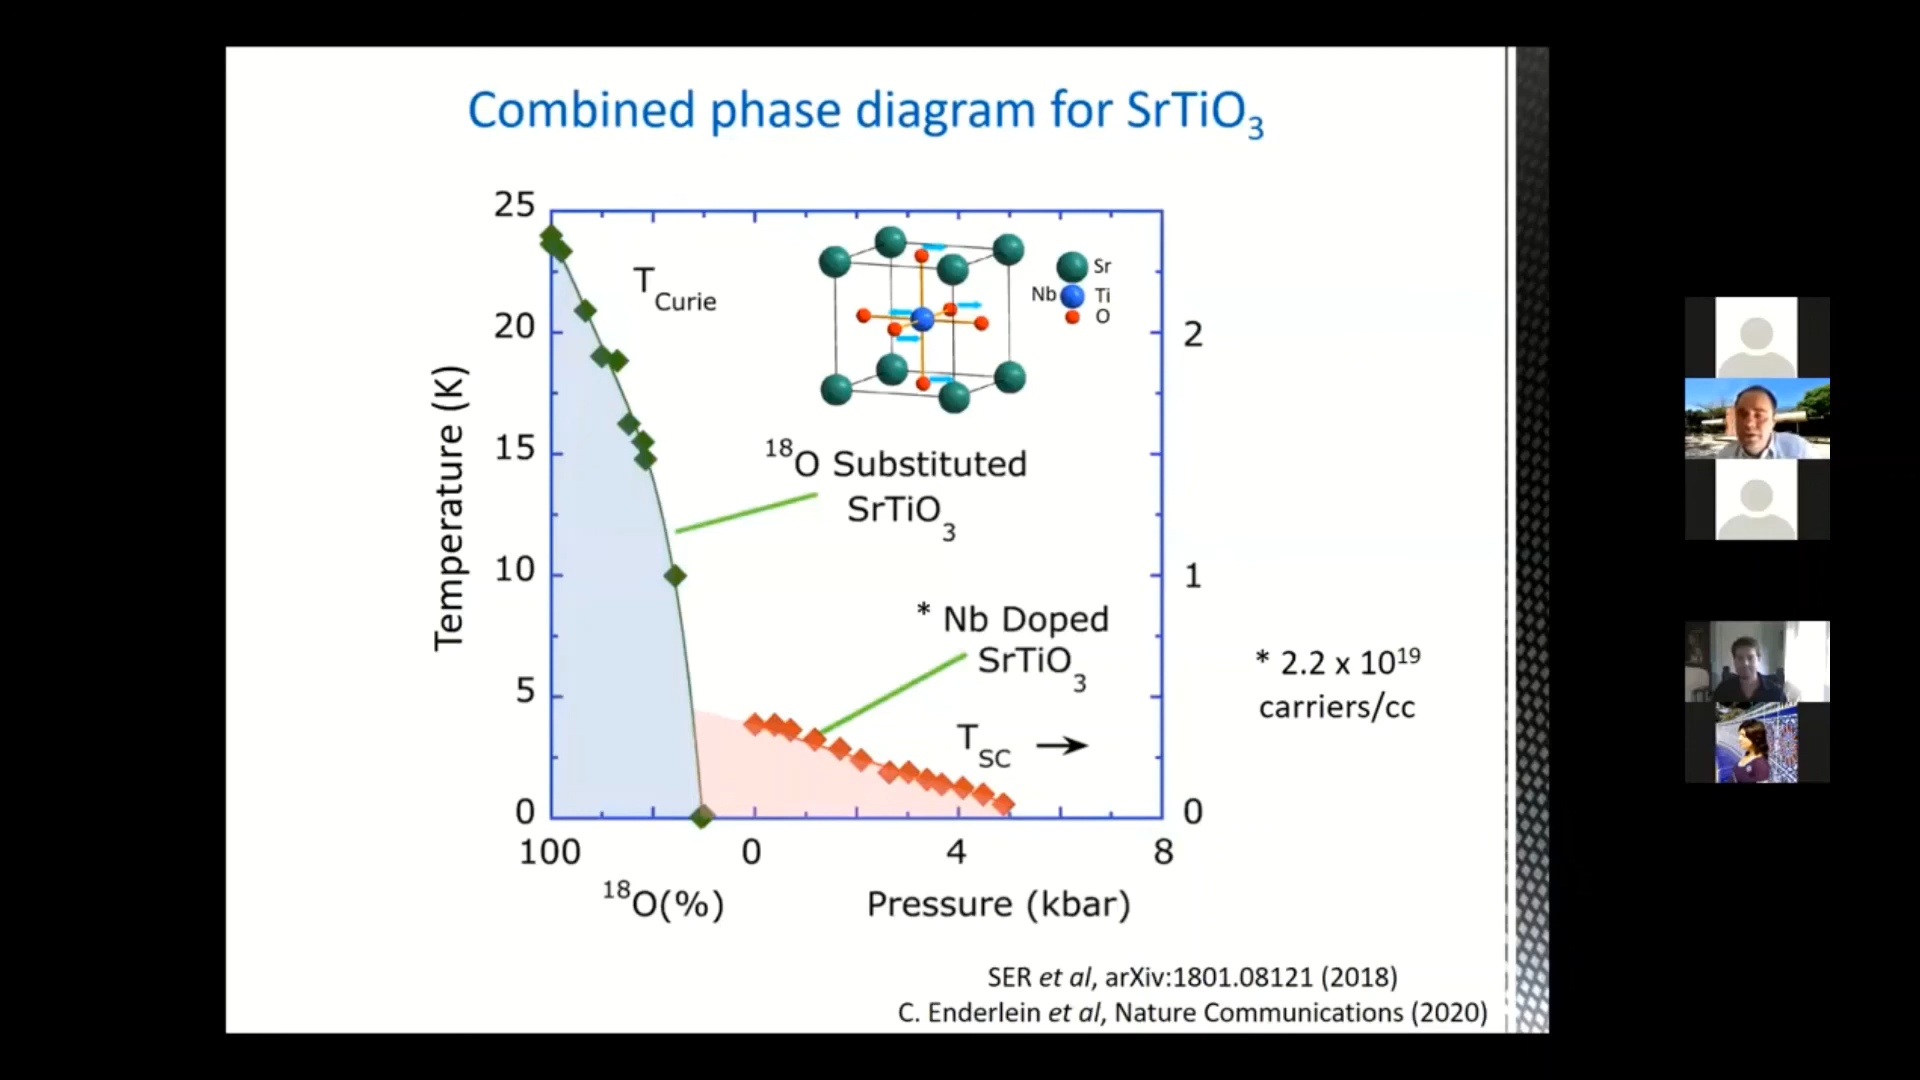 Combined phase diagram for SrTiO₃
25
20
15
10
5
0
Temperature (K)
T Curie
Sr
Nb Ti
O
¹⁸O Substituted
SrTiO₃
* Nb Doped
SrTiO₃
T SC →
2
1
0
* 2.2 x 10¹⁹
carriers/cc
100 0 4 8
¹⁸O(%) Pressure (kbar)
SER et al, arXiv:1801.08121 (2018)
C. Enderlein et al, Nature Communications (2020)